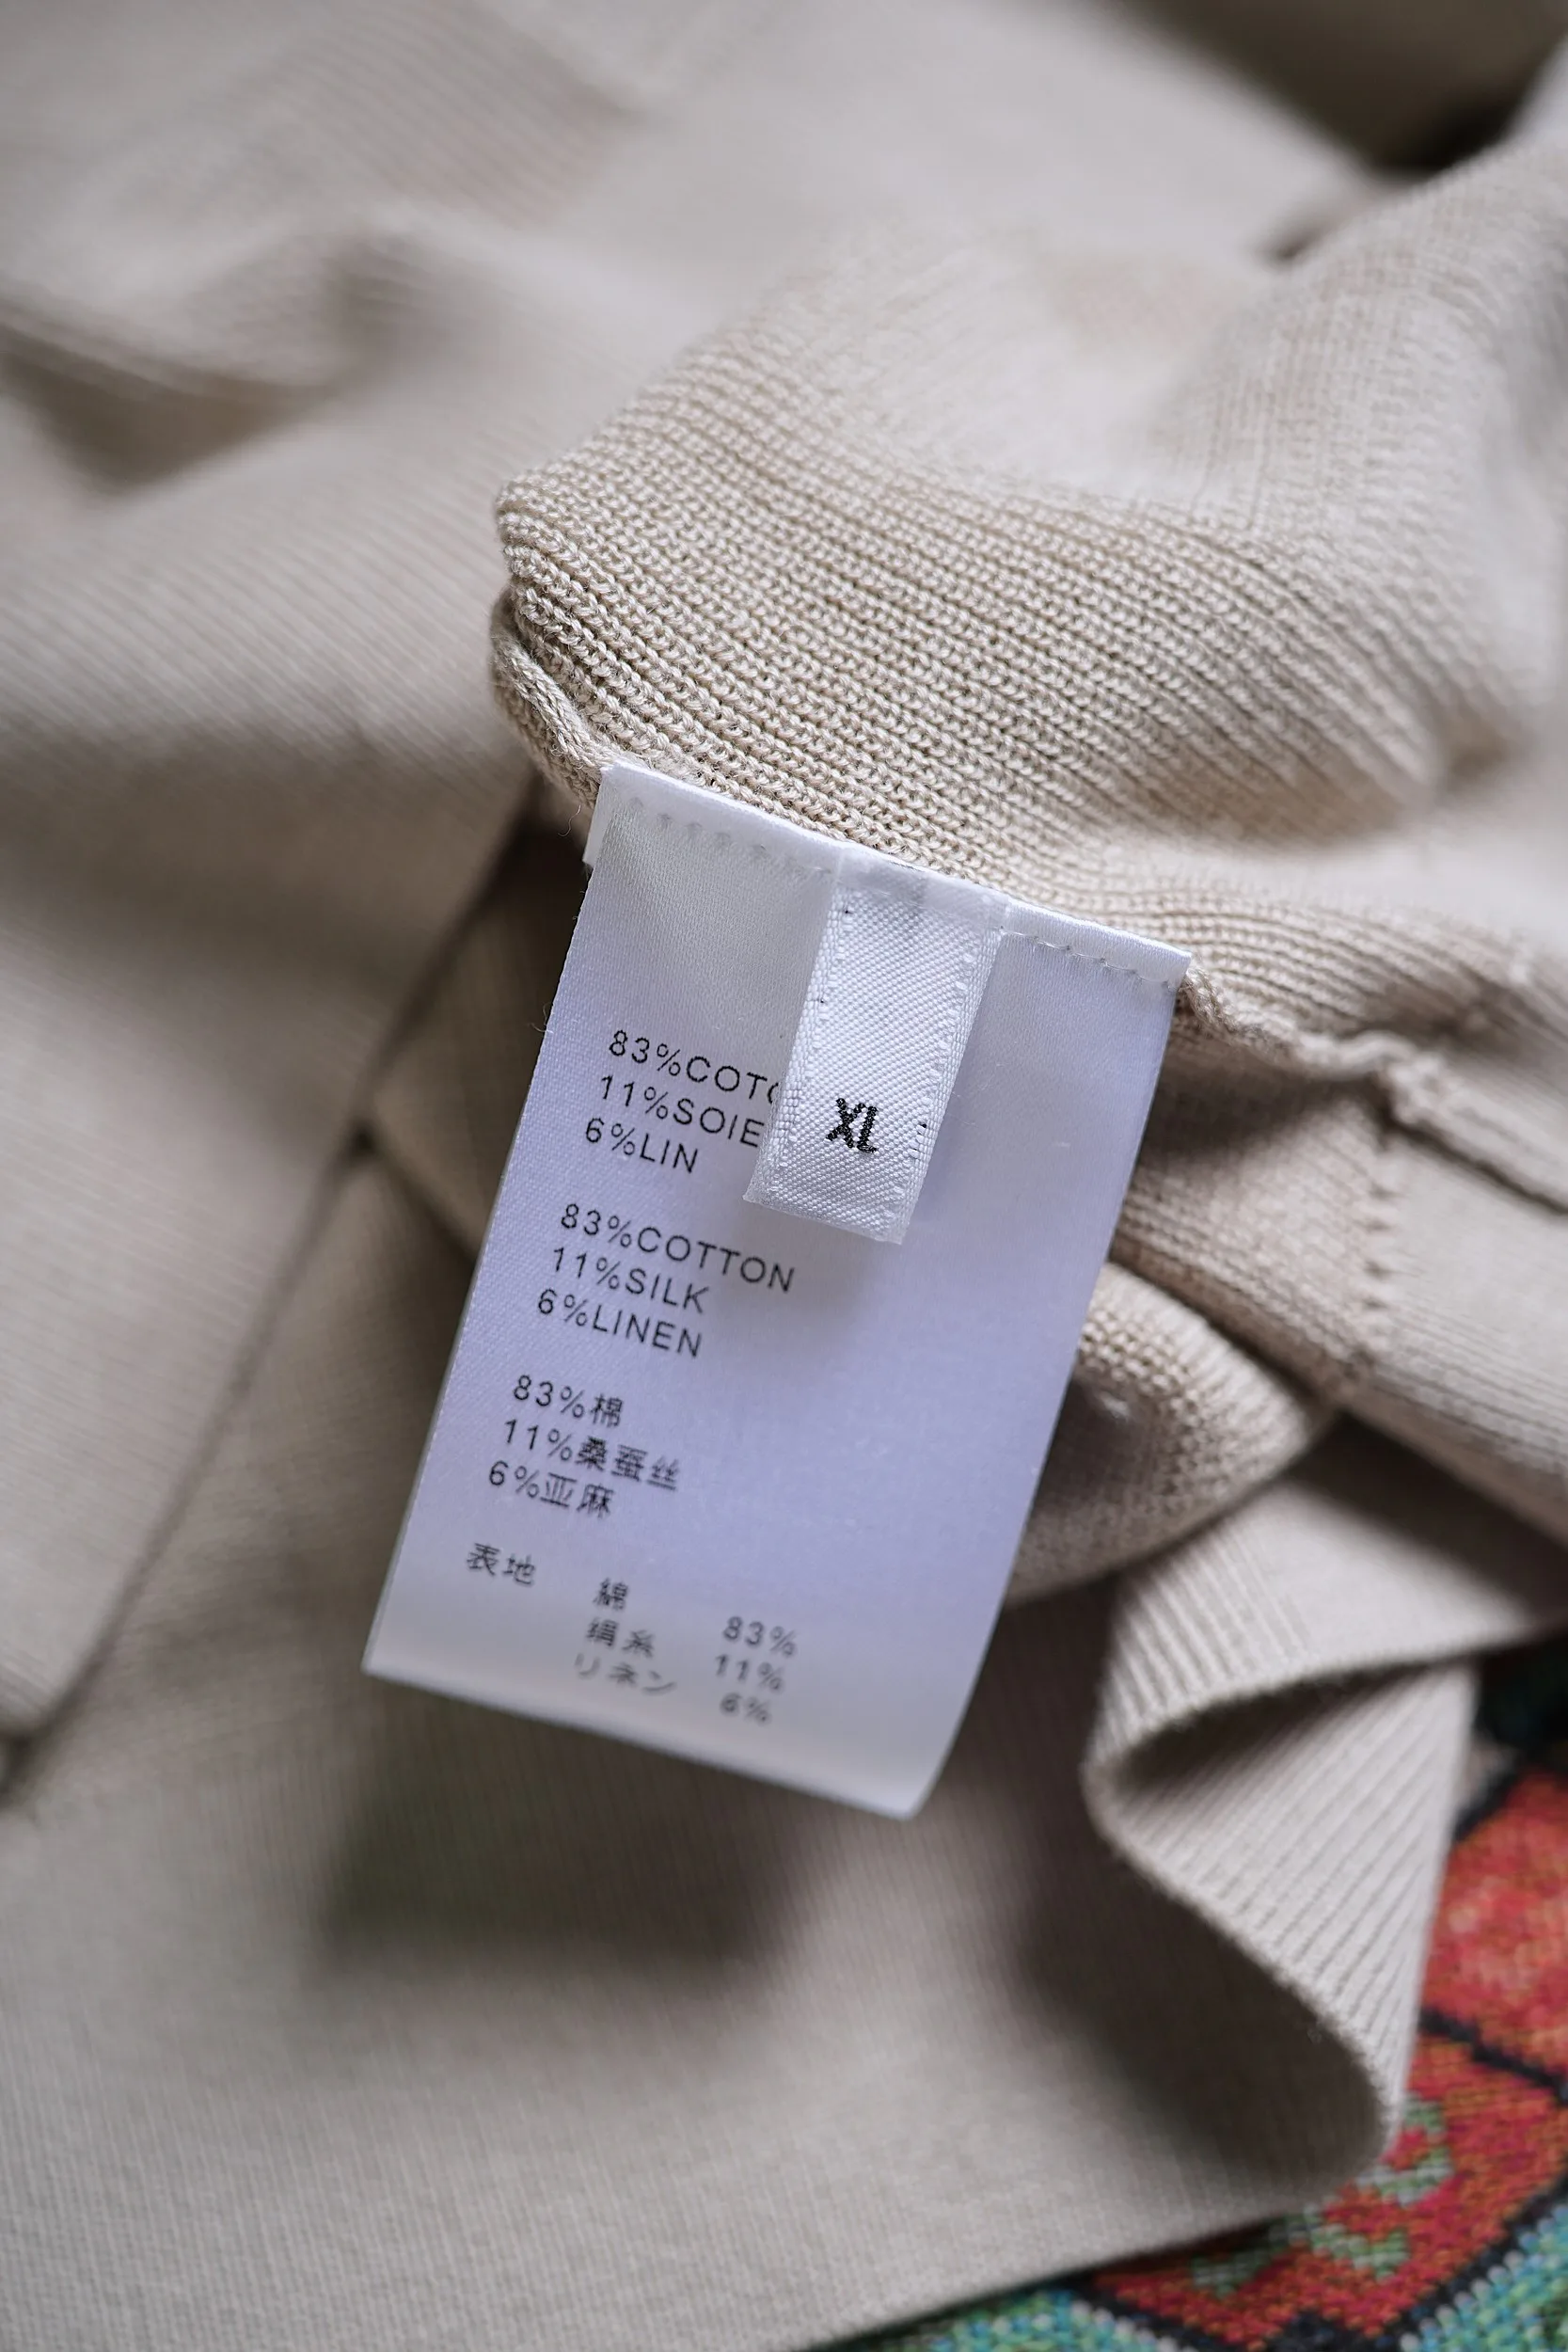 83%COTO
11%SOIE
6%LIN
XL
83%COTTON
11%SILK
6%LINEN
83%棉
11%桑蚕丝
6%亚麻
表地 綿 83%
絹糸 11%
リネン 6%